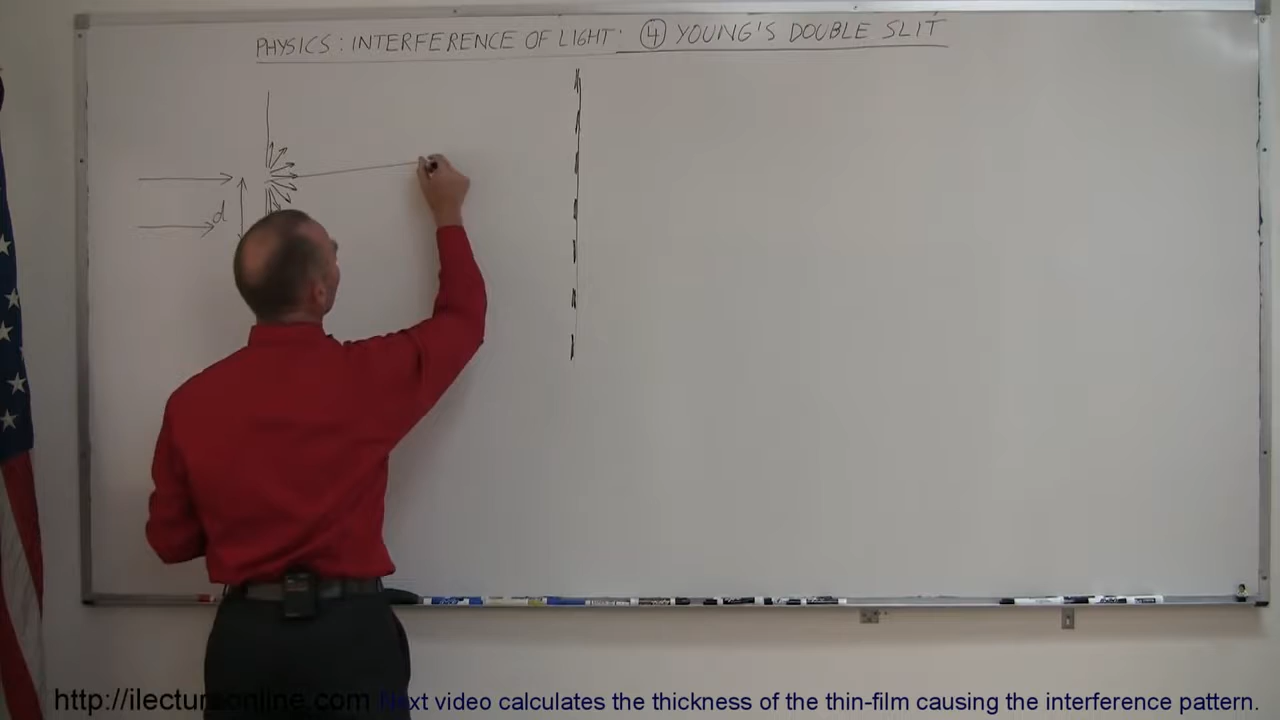 PHYSICS: INTERFERENCE OF LIGHT: ④ YOUNG'S DOUBLE SLIT
d
http://ilectureonline.com Next video calculates the thickness of the thin-film causing the interference pattern.